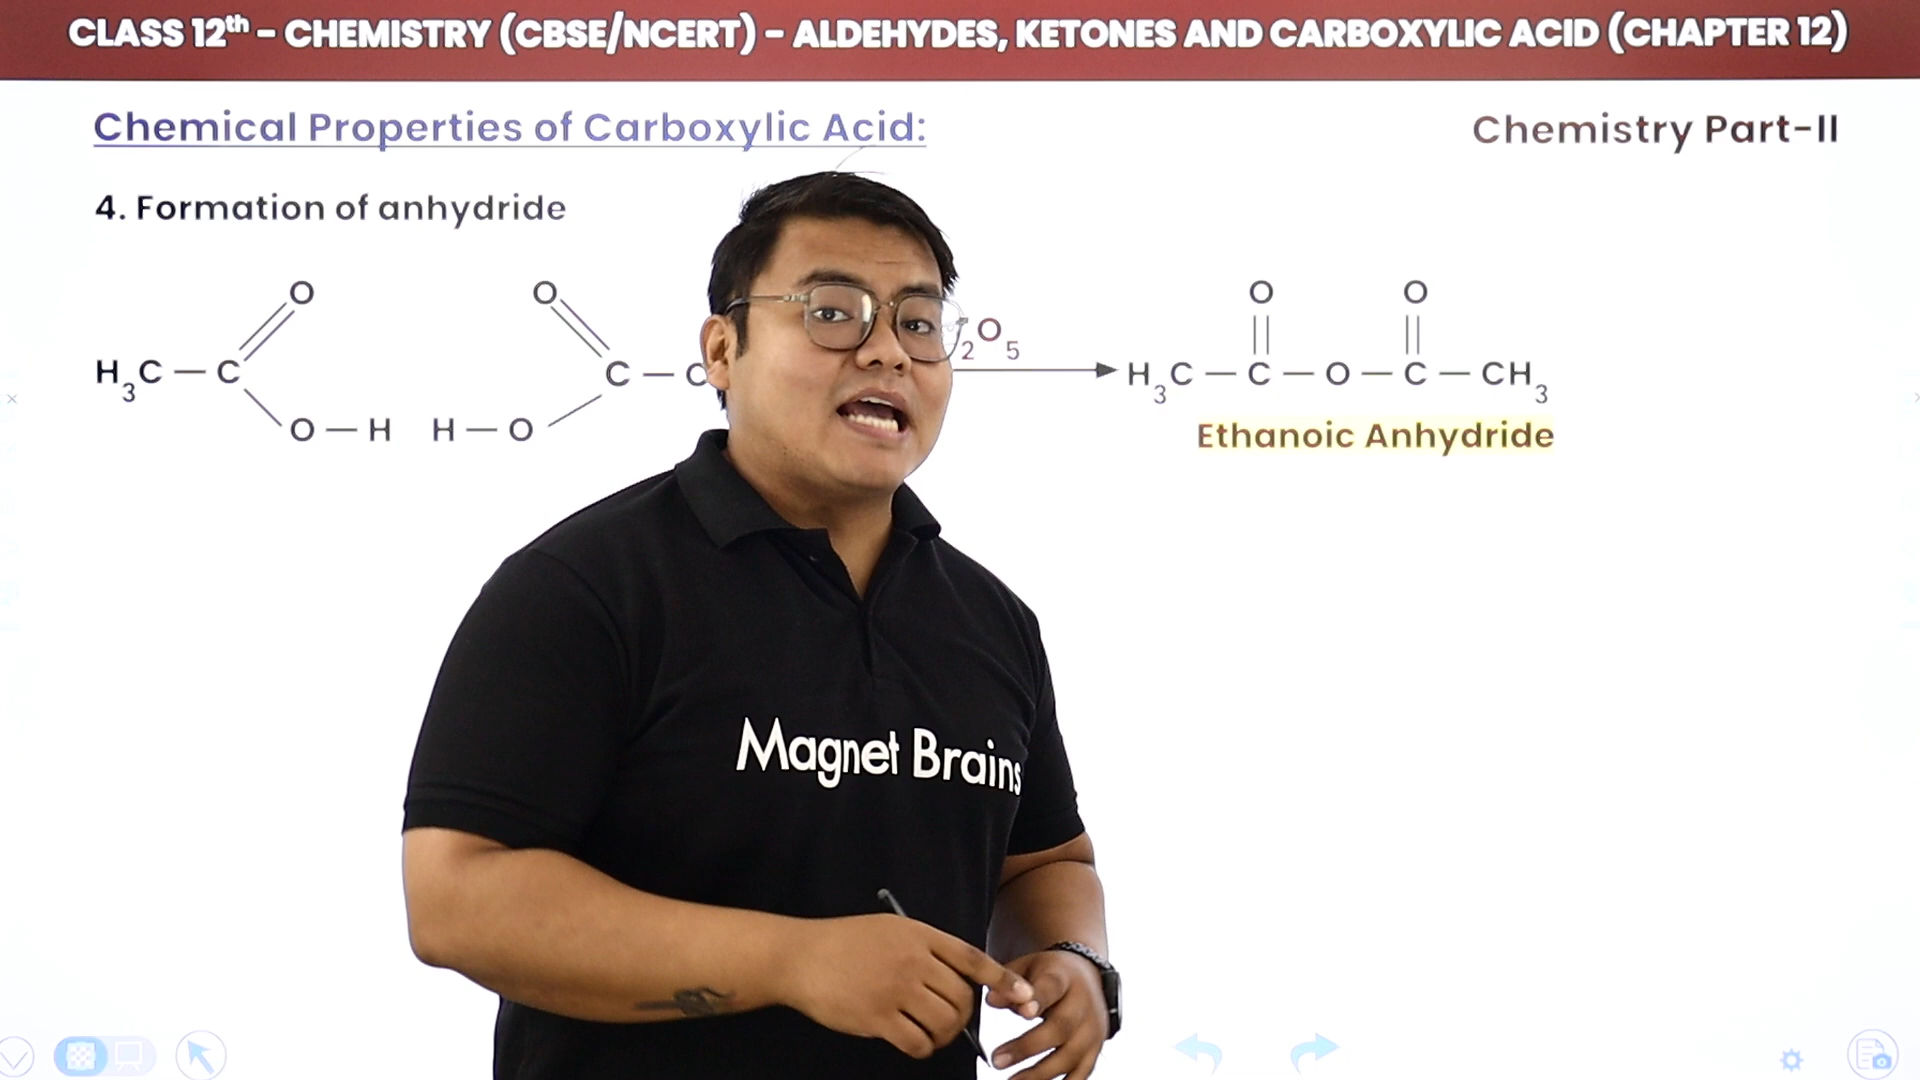 CLASS 12th - CHEMISTRY (CBSE/NCERT) - ALDEHYDES, KETONES AND CARBOXYLIC ACID (CHAPTER 12)
Chemical Properties of Carboxylic Acid:
Chemistry Part-II
4. Formation of anhydride
O O O O
2O5
H3C — C C — C H3C — C — O — C — CH3
O — H H — O
Ethanoic Anhydride
Magnet Brains